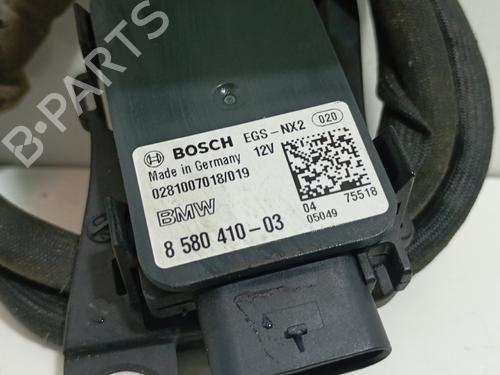 B-PARTS
BOSCH EGS-NX2 020
Made in Germany 12V
0281007018/019
BMW
04 75518
8 580 410-03 05049